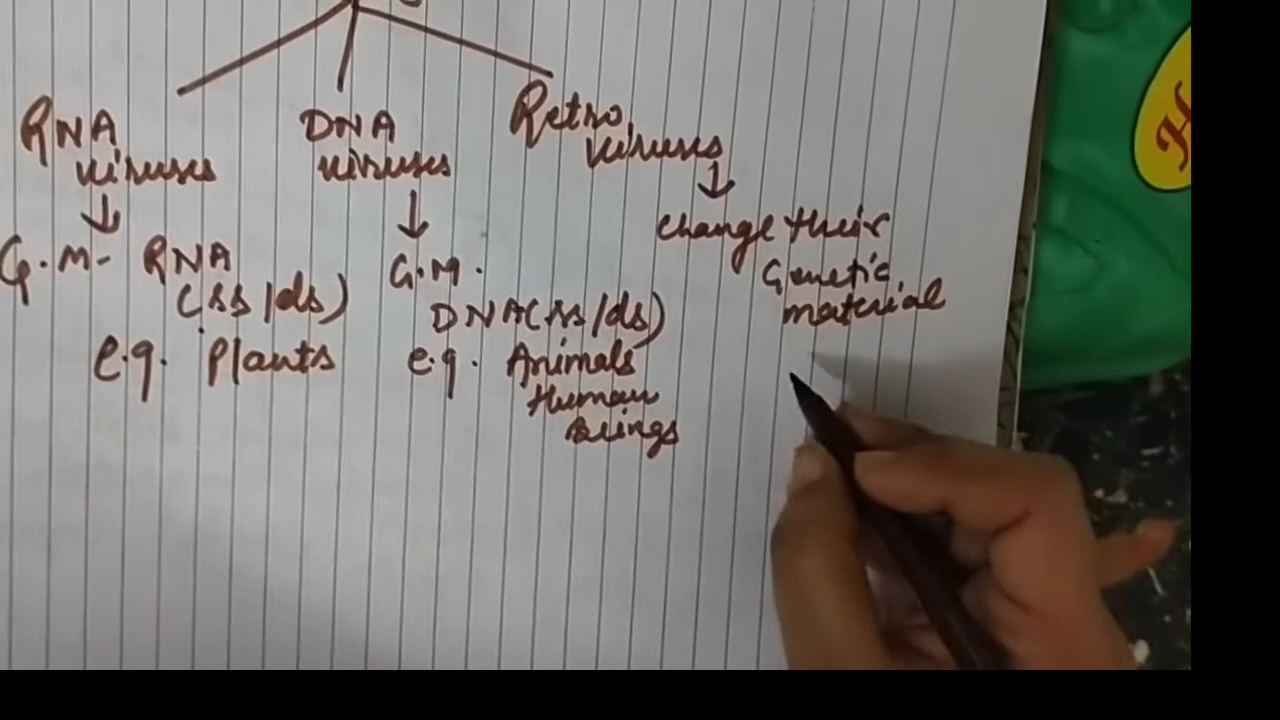 RNA
viruses
G.M- RNA
(ss/ds)
e.g. Plants
DNA
viruses
G.M.
DNA(ss/ds)
e.g. Animals
Human
Beings
Retro
viruses
change their
Genetic
material
H